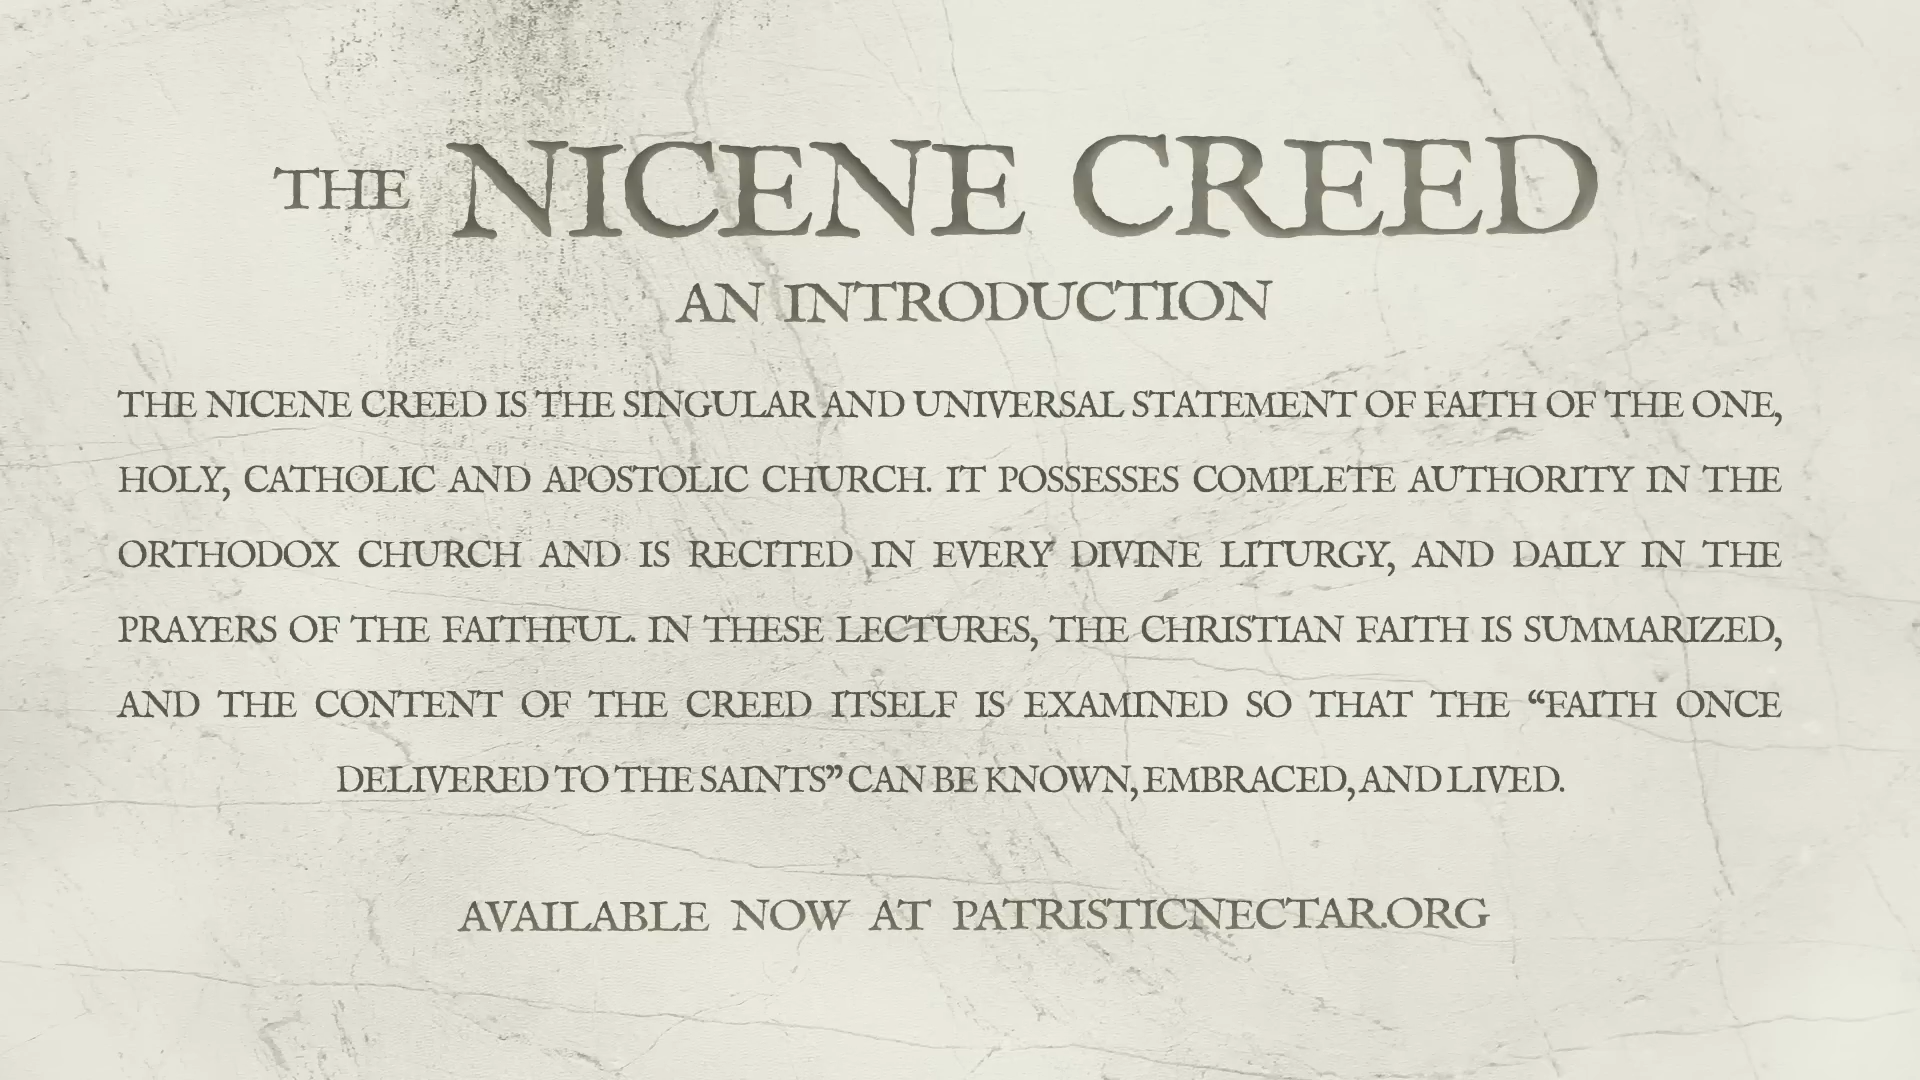 THE NICENE CREED
AN INTRODUCTION
THE NICENE CREED IS THE SINGULAR AND UNIVERSAL STATEMENT OF FAITH OF THE ONE,
HOLY, CATHOLIC AND APOSTOLIC CHURCH. IT POSSESSES COMPLETE AUTHORITY IN THE
ORTHODOX CHURCH AND IS RECITED IN EVERY DIVINE LITURGY, AND DAILY IN THE
PRAYERS OF THE FAITHFUL. IN THESE LECTURES, THE CHRISTIAN FAITH IS SUMMARIZED,
AND THE CONTENT OF THE CREED ITSELF IS EXAMINED SO THAT THE “FAITH ONCE
DELIVERED TO THE SAINTS” CAN BE KNOWN, EMBRACED, AND LIVED.
AVAILABLE NOW AT PATRISTICNECTAR.ORG